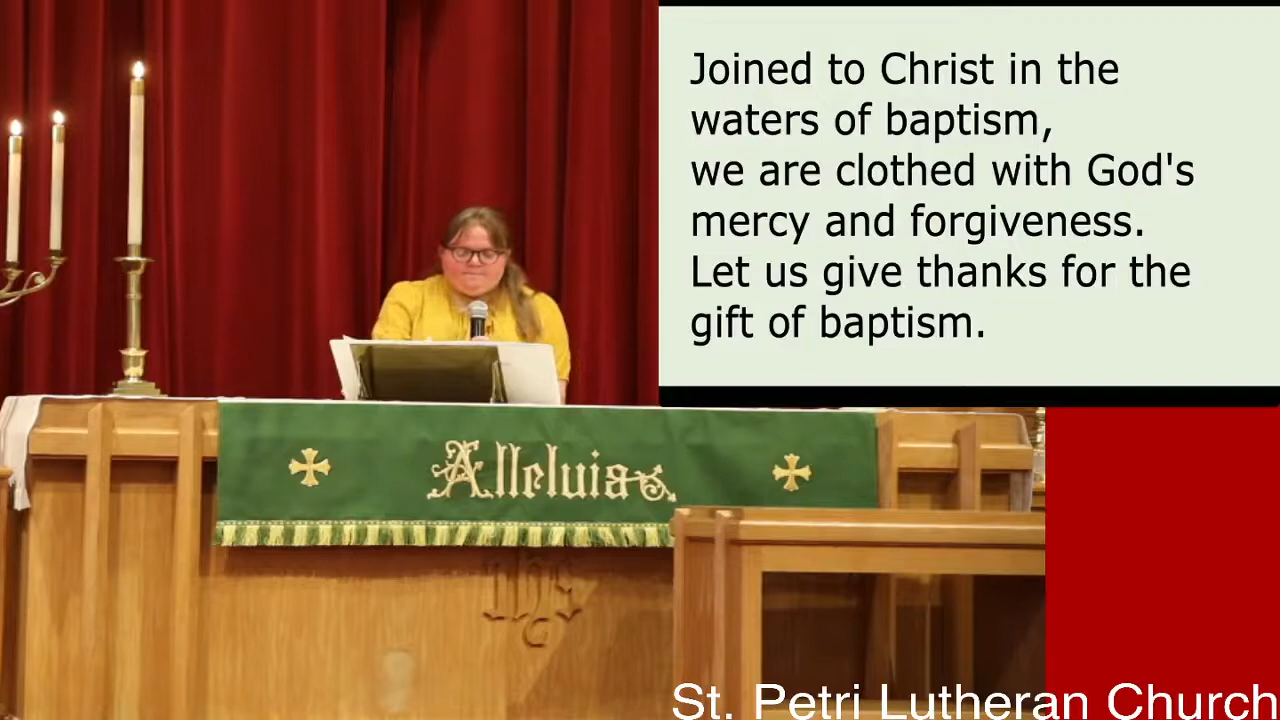 Joined to Christ in the
waters of baptism,
we are clothed with God's
mercy and forgiveness.
Let us give thanks for the
gift of baptism.
Alleluia
IHS
St. Petri Lutheran Church